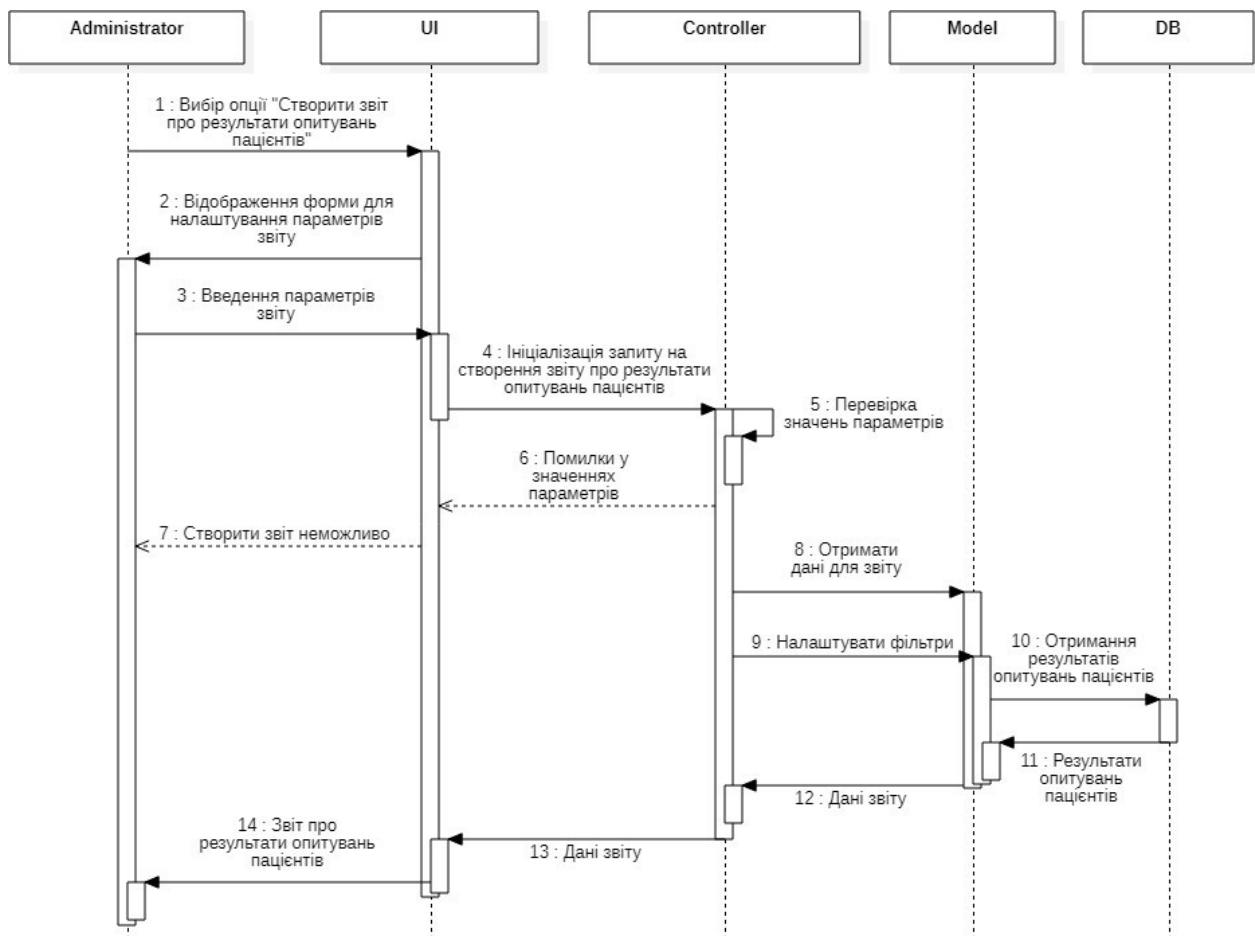 Administrator
UI
Controller
Model
DB
1 : Вибір опції "Створити звіт
про результати опитувань
пацієнтів"
2 : Відображення форми для
налаштування параметрів
звіту
3 : Введення параметрів
звіту
4 : Ініціалізація запиту на
створення звіту про результати
опитувань пацієнтів
5 : Перевірка
значень параметрів
6 : Помилки у
значеннях
параметрів
7 : Створити звіт неможливо
8 : Отримати
дані для звіту
9 : Налаштувати фільтри
10 : Отримання
результатів
опитувань пацієнтів
11 : Результати
опитувань
пацієнтів
12 : Дані звіту
13 : Дані звіту
14 : Звіт про
результати опитувань
пацієнтів